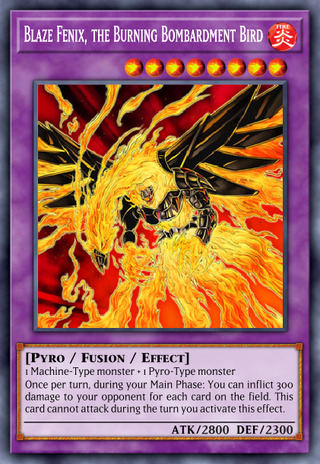 Blaze Fenix, the Burning Bombardment Bird
FIRE
炎
[Pyro / Fusion / Effect]
1 Machine-Type monster + 1 Pyro-Type monster
Once per turn, during your Main Phase: You can inflict 300
damage to your opponent for each card on the field. This
card cannot attack during the turn you activate this effect.
ATK/2800 DEF/2300